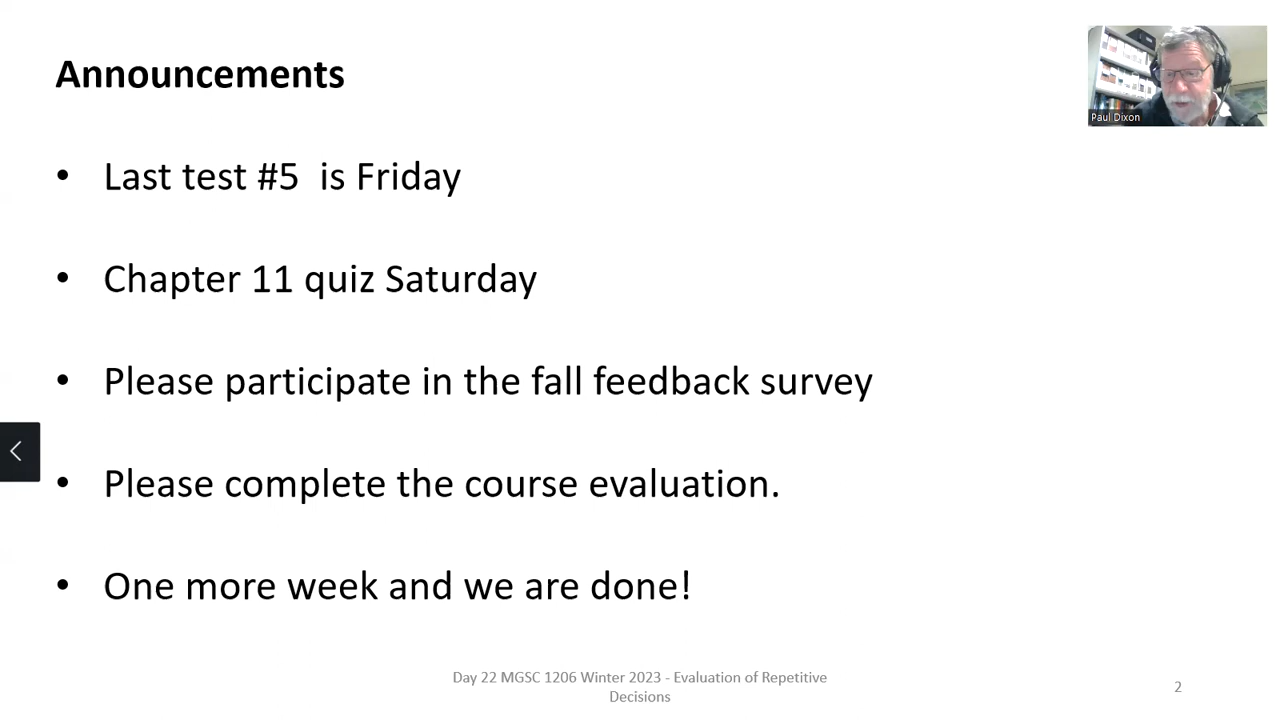 Announcements
Paul Dixon
• Last test #5  is Friday
• Chapter 11 quiz Saturday
• Please participate in the fall feedback survey
• Please complete the course evaluation.
• One more week and we are done!
Day 22 MGSC 1206 Winter 2023 - Evaluation of Repetitive
Decisions
2